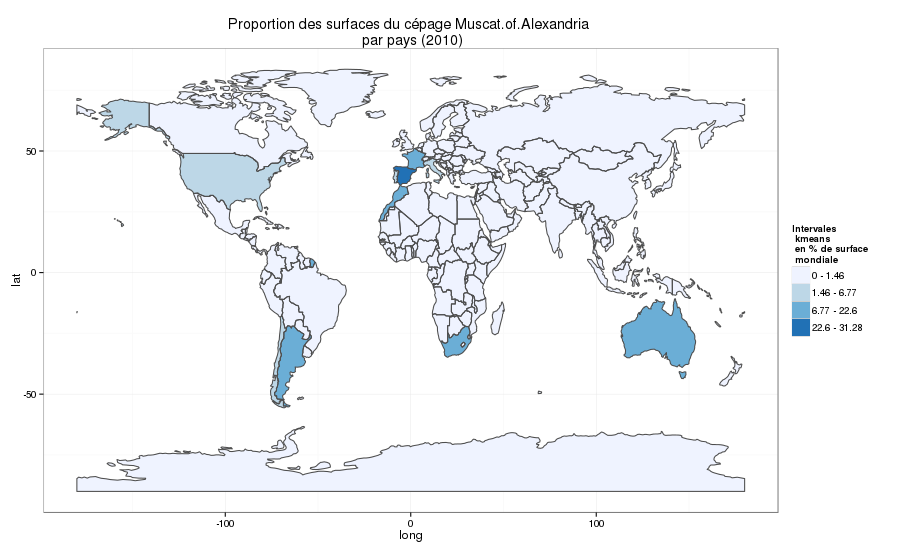 Proportion des surfaces du cépage Muscat.of.Alexandria
par pays (2010)
50
0
-50
lat
-100
0
100
long
Intervales
kmeans
en % de surface
mondiale
0 - 1.46
1.46 - 6.77
6.77 - 22.6
22.6 - 31.28